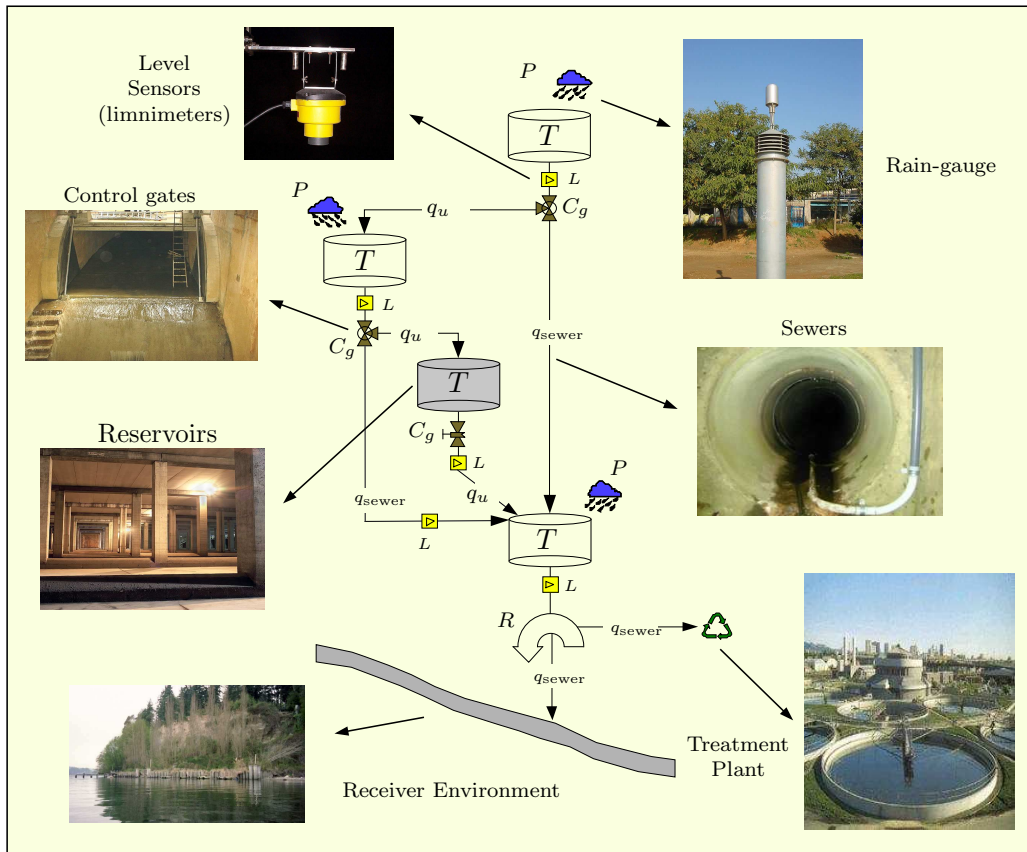 Level
Sensors
(limnimeters)
P
T
L
Rain-gauge
Control gates
P
q_u
C_g
T
L
q_u
C_g
q_sewer
Sewers
T
Reservoirs
C_g
L
P
q_sewer
q_u
L
T
L
R
q_sewer
q_sewer
Treatment
Plant
Receiver Environment